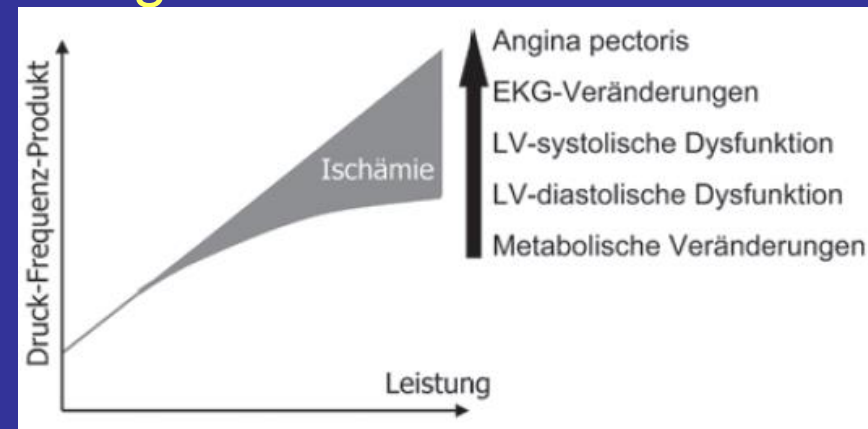 Druck-Frequenz-Produkt
Ischämie
Leistung
Angina pectoris
EKG-Veränderungen
LV-systolische Dysfunktion
LV-diastolische Dysfunktion
Metabolische Veränderungen